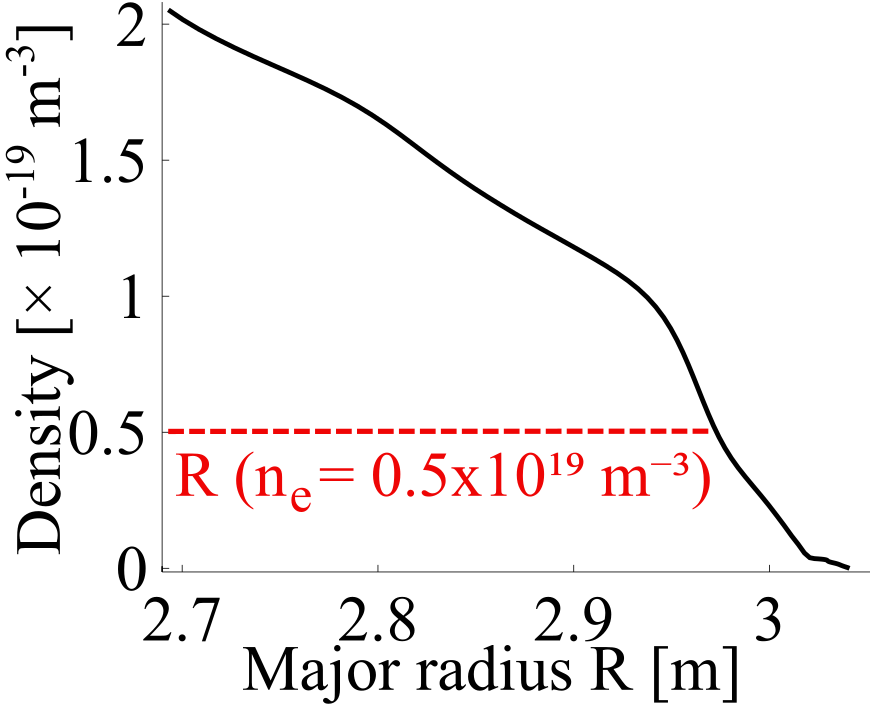 Density [× 10⁻¹⁹ m⁻³]
2
1.5
1
0.5
0
R (nₑ = 0.5x10¹⁹ m⁻³)
2.7 2.8 2.9 3
Major radius R [m]